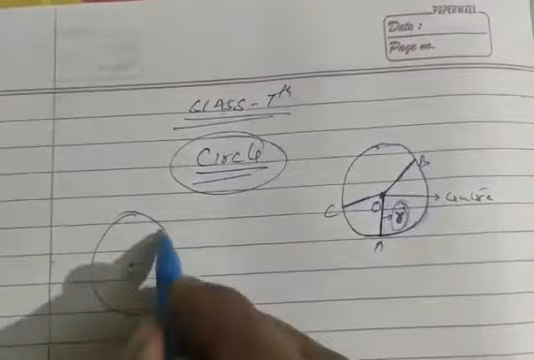 PAPERWELL
Date :
Page no.
CLASS-7th
Circle
B
C
O
r
Centre
A